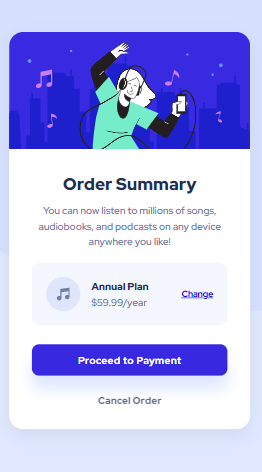 Order Summary
You can now listen to millions of songs,
audiobooks, and podcasts on any device
anywhere you like!
Annual Plan
$59.99/year
Change
Proceed to Payment
Cancel Order